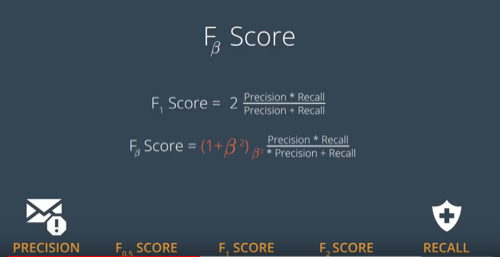 Fβ Score
F1 Score = 2 Precision * Recall
Precision + Recall
Fβ Score = (1+β²) Precision * Recall
β² * Precision + Recall
PRECISION F0.5 SCORE F1 SCORE F2 SCORE RECALL